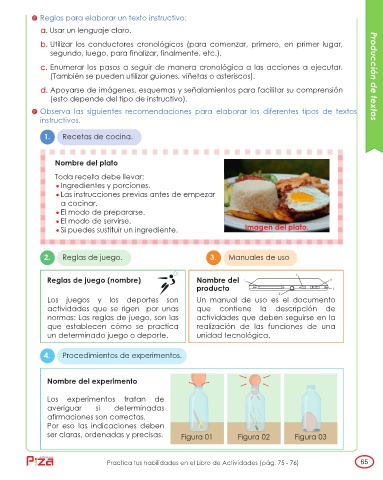 Reglas para elaborar un texto instructivo:
a. Usar un lenguaje claro.
b. Utilizar los conductores cronológicos (para comenzar, primero, en primer lugar,
segundo, luego, para finalizar, finalmente, etc.).
c. Enumerar los pasos a seguir de manera cronológica a las acciones a ejecutar.
(También se pueden utilizar guiones, viñetas o asteriscos).
d. Apoyarse de imágenes, esquemas y señalamientos para facilitar su comprensión
(esto depende del tipo de instructivo).
Observa las siguientes recomendaciones para elaborar los diferentes tipos de textos
instructivos.
Producción de textos
1. Recetas de cocina.
Nombre del plato
Toda receta debe llevar:
• Ingredientes y porciones.
• Las instrucciones previas antes de empezar
a cocinar.
• El modo de prepararse.
• El modo de servirse.
• Si puedes sustituir un ingrediente.
Imagen del plato.
2. Reglas de juego.
3. Manuales de uso
Reglas de juego (nombre)
Los juegos y los deportes son
actividades que se rigen por unas
normas: Las reglas de juego, son las
que establecen cómo se practica
un determinado juego o deporte.
Nombre del
producto
Un manual de uso es el documento
que contiene la descripción de
actividades que deben seguirse en la
realización de las funciones de una
unidad tecnológica.
4. Procedimientos de experimentos.
Nombre del experimento
Los experimentos tratan de
averiguar si determinadas
afirmaciones son correctas.
Por eso las indicaciones deben
ser claras, ordenadas y precisas.
Figura 01
Figura 02
Figura 03
Practica tus habilidades en el Libro de Actividades (pág. 75 - 76)
65